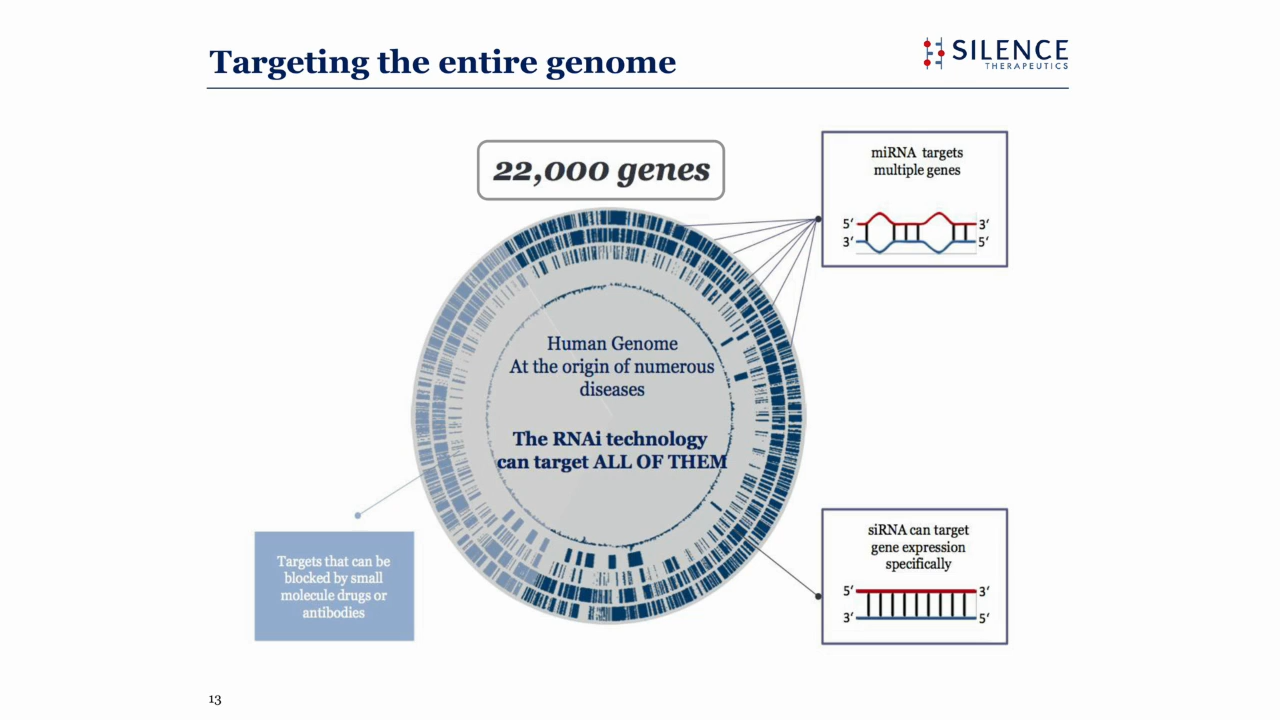 Targeting the entire genome
SILENCE
THERAPEUTICS
22,000 genes
miRNA targets
multiple genes
5' 3'
3' 5'
Human Genome
At the origin of numerous
diseases
The RNAi technology
can target ALL OF THEM
Targets that can be
blocked by small
molecule drugs or
antibodies
siRNA can target
gene expression
specifically
5' 3'
3' 5'
13